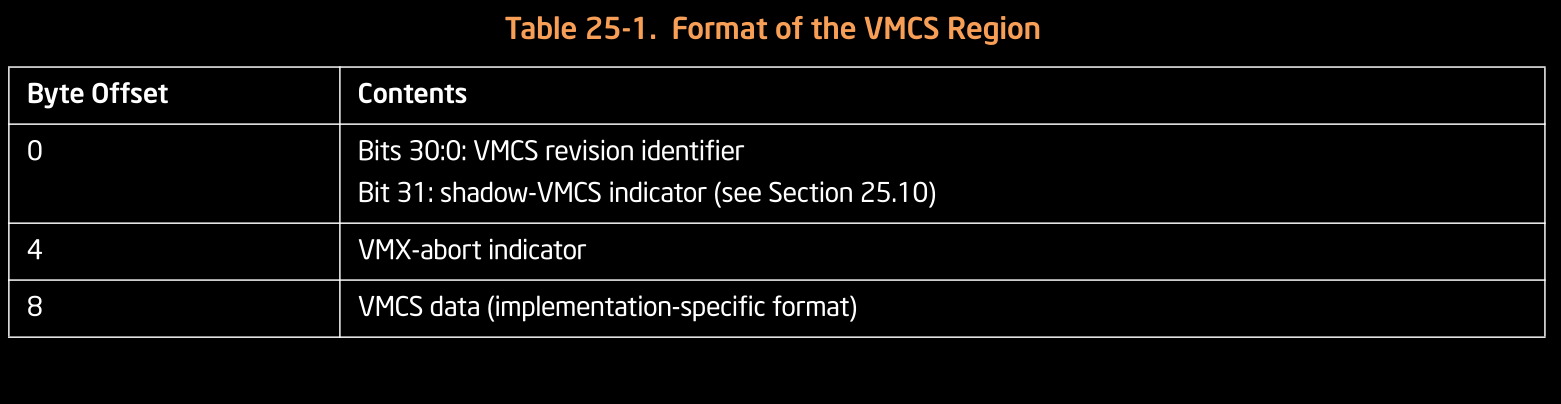 Table 25-1. Format of the VMCS Region
Byte Offset Contents
0 Bits 30:0: VMCS revision identifier
Bit 31: shadow-VMCS indicator (see Section 25.10)
4 VMX-abort indicator
8 VMCS data (implementation-specific format)